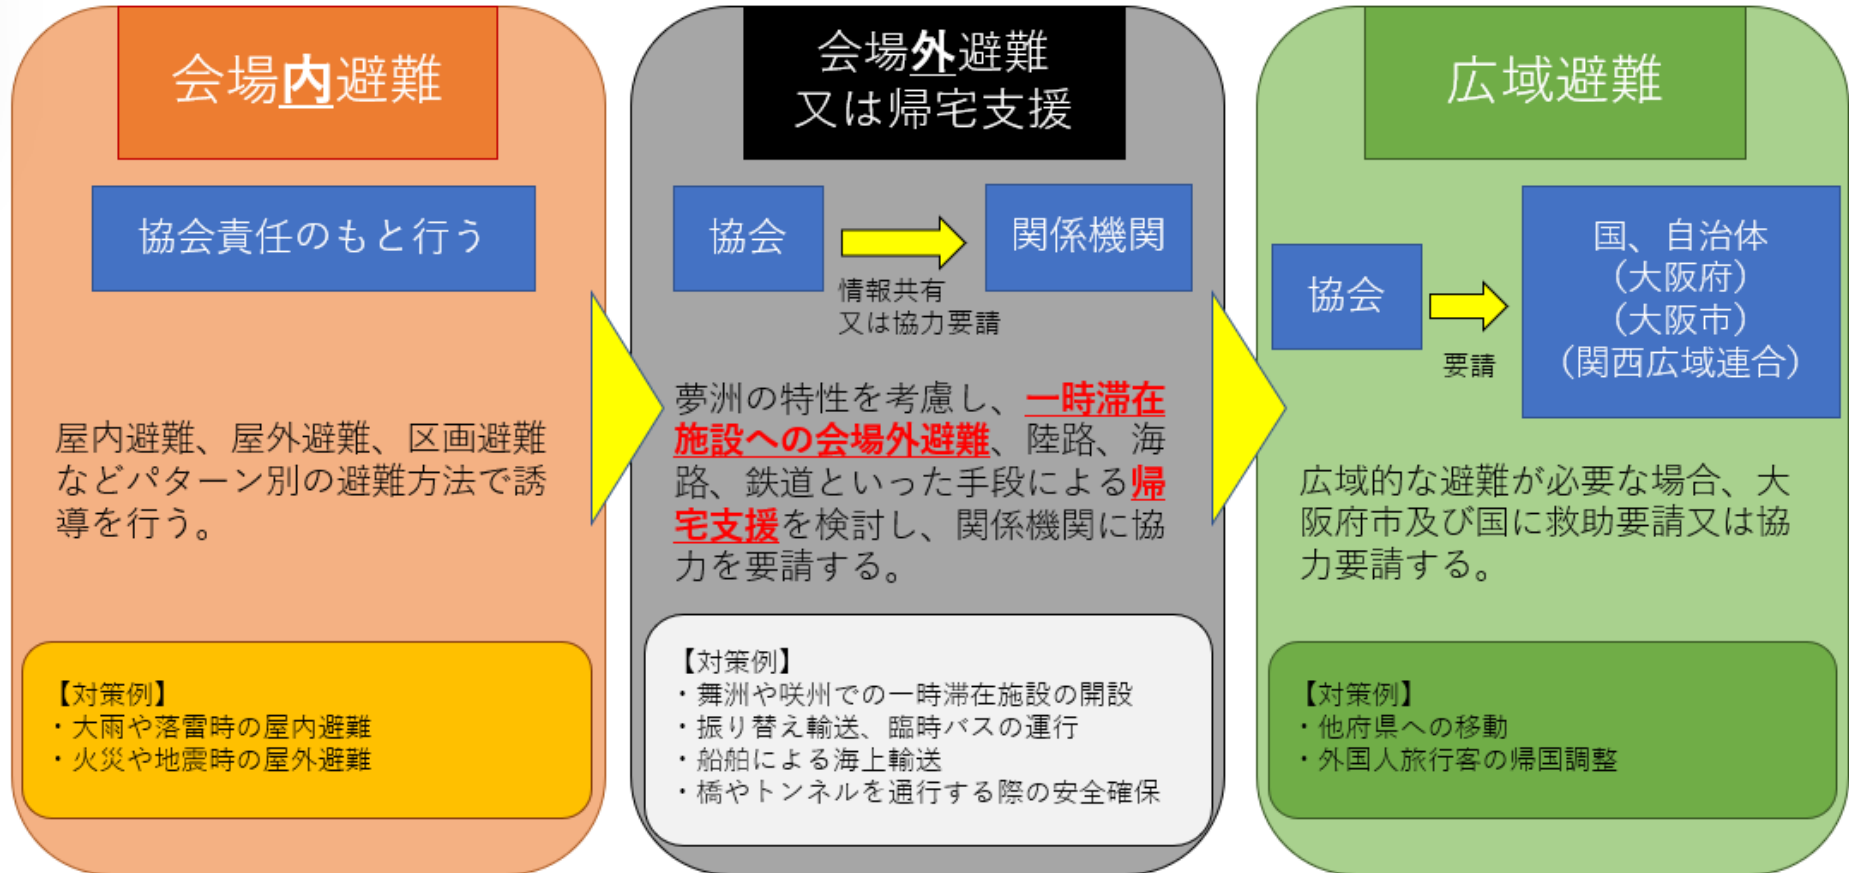 会場内避難
協会責任のもと行う
屋内避難、屋外避難、区画避難
などパターン別の避難方法で誘
導を行う。
【対策例】
・大雨や落雷時の屋内避難
・火災や地震時の屋外避難
会場外避難
又は帰宅支援
協会
関係機関
情報共有
又は協力要請
夢洲の特性を考慮し、一時滞在
施設への会場外避難、陸路、海
路、鉄道といった手段による帰
宅支援を検討し、関係機関に協
力を要請する。
【対策例】
・舞洲や咲州での一時滞在施設の開設
・振り替え輸送、臨時バスの運行
・船舶による海上輸送
・橋やトンネルを通行する際の安全確保
広域避難
協会
要請
国、自治体
（大阪府）
（大阪市）
（関西広域連合）
広域的な避難が必要な場合、大
阪府市及び国に救助要請又は協
力要請する。
【対策例】
・他府県への移動
・外国人旅行客の帰国調整